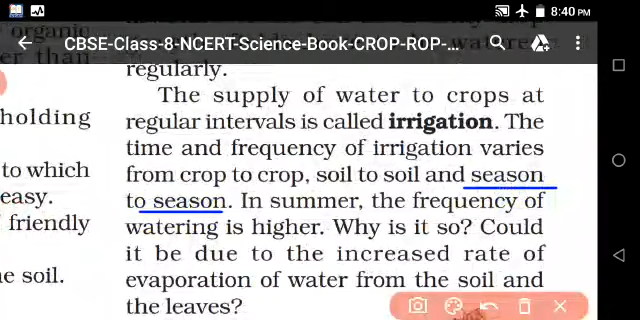 8:40 PM
organic
CBSE-Class-8-NCERT-Science-Book-CROP-ROP-...
er than
regularly.
The supply of water to crops at
holding
regular intervals is called irrigation. The
time and frequency of irrigation varies
to which
from crop to crop, soil to soil and season
easy.
to season. In summer, the frequency of
friendly
watering is higher. Why is it so? Could
it be due to the increased rate of
e soil.
evaporation of water from the soil and
the leaves?